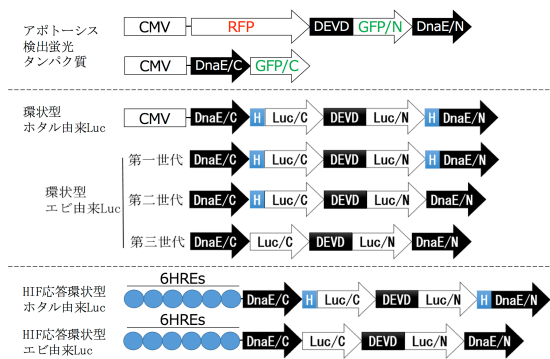 アポトーシス
検出蛍光
タンパク質
CMV RFP DEVD GFP/N DnaE/N
CMV DnaE/C GFP/C
環状型
ホタル由来Luc
CMV DnaE/C H Luc/C DEVD Luc/N H DnaE/N
環状型
エビ由来Luc
第一世代 DnaE/C H Luc/C DEVD Luc/N H DnaE/N
第二世代 DnaE/C H Luc/C DEVD Luc/N DnaE/N
第三世代 DnaE/C Luc/C DEVD Luc/N DnaE/N
HIF応答環状型
ホタル由来Luc
6HREs
DnaE/C H Luc/C DEVD Luc/N H DnaE/N
HIF応答環状型
エビ由来Luc
6HREs
DnaE/C Luc/C DEVD Luc/N DnaE/N